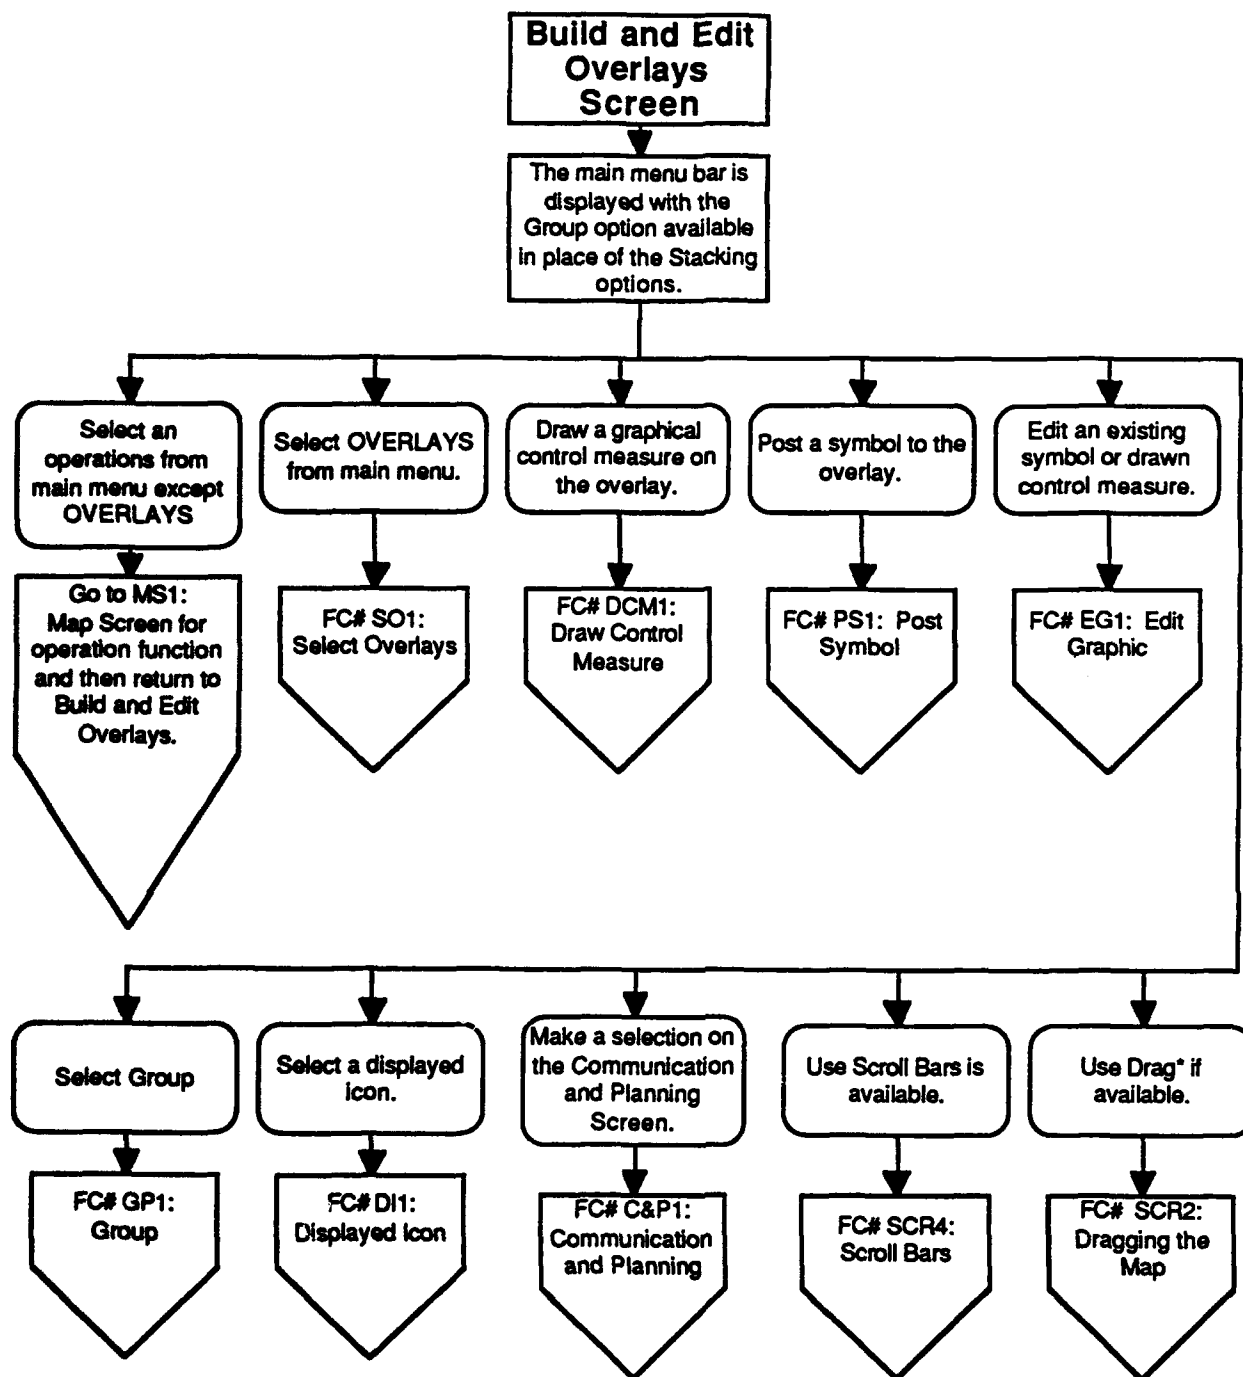 Build and Edit
Overlays
Screen
The main menu bar is
displayed with the
Group option available
in place of the Stacking
options.
Select an
operations from
main menu except
OVERLAYS
Select OVERLAYS
from main menu.
Draw a graphical
control measure on
the overlay.
Post a symbol to the
overlay.
Edit an existing
symbol or drawn
control measure.
Go to MS1:
Map Screen for
operation function
and then return to
Build and Edit
Overlays.
FC# SO1:
Select Overlays
FC# DCM1:
Draw Control
Measure
FC# PS1: Post
Symbol
FC# EG1: Edit
Graphic
Select Group
Select a displayed
icon.
Make a selection on
the Communication
and Planning
Screen.
Use Scroll Bars is
available.
Use Drag* if
available.
FC# GP1:
Group
FC# DI1:
Displayed Icon
FC# C&P1:
Communication
and Planning
FC# SCR4:
Scroll Bars
FC# SCR2:
Dragging the
Map